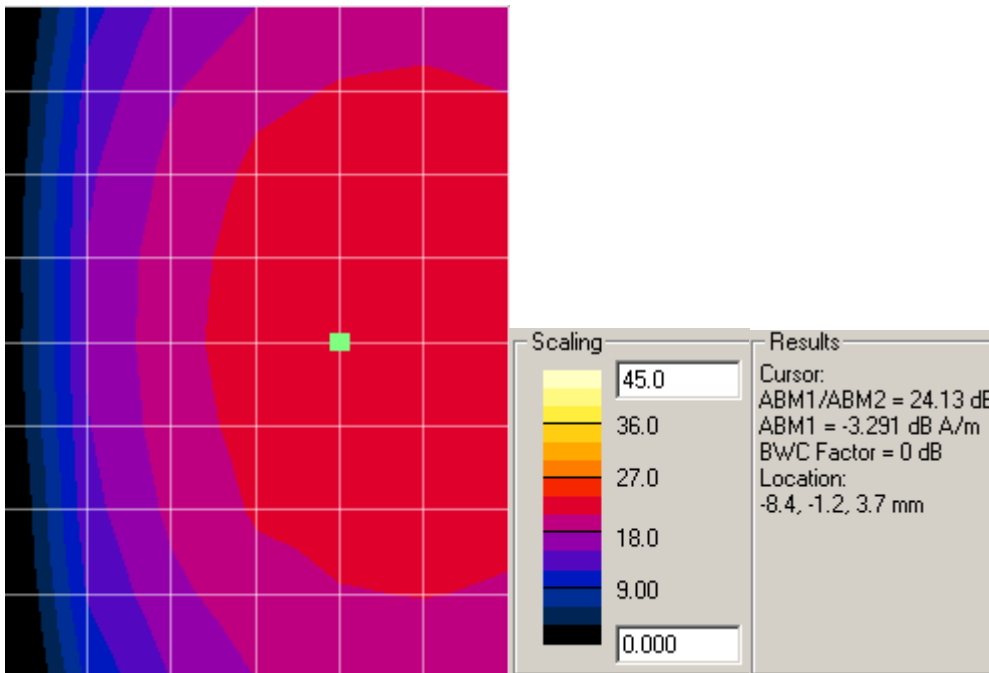 Scaling
45.0
36.0
27.0
18.0
9.00
0.000
Results
Cursor:
ABM1/ABM2 = 24.13 dB
ABM1 = -3.291 dB A/m
BWC Factor = 0 dB
Location:
-8.4, -1.2, 3.7 mm